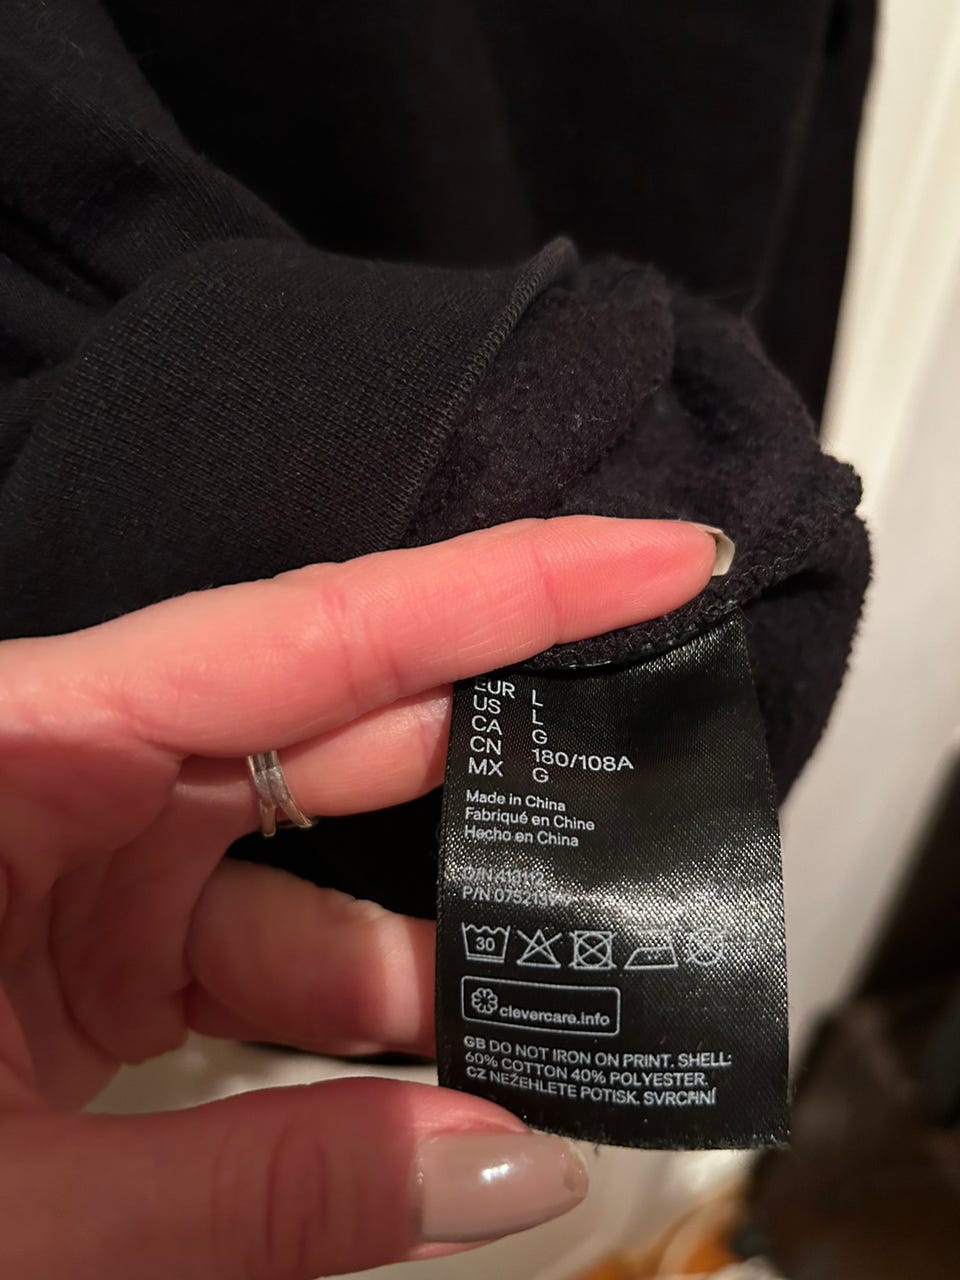 EUR L
US L
CA G
CN 180/108A
MX G
Made in China
Fabriqué en Chine
Hecho en China
O/N
P/N
30
clevercare.info
GB DO NOT IRON ON PRINT. SHELL:
60% COTTON 40% POLYESTER.
CZ NEŽEHLETE POTISK. SVRCHNÍ